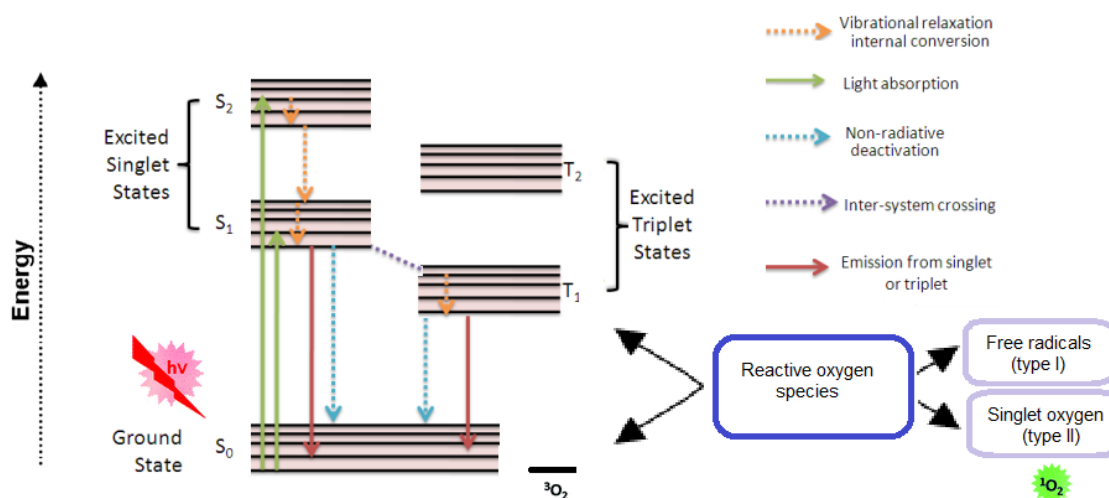 Vibrational relaxation
internal conversion
Light absorption
Non-radiative
deactivation
Inter-system crossing
Emission from singlet
or triplet
Energy
Excited
Singlet
States
S2
S1
T2
T1
Excited
Triplet
States
hν
Ground
State
S0
3O2
Reactive oxygen
species
Free radicals
(type I)
Singlet oxygen
(type II)
1O2